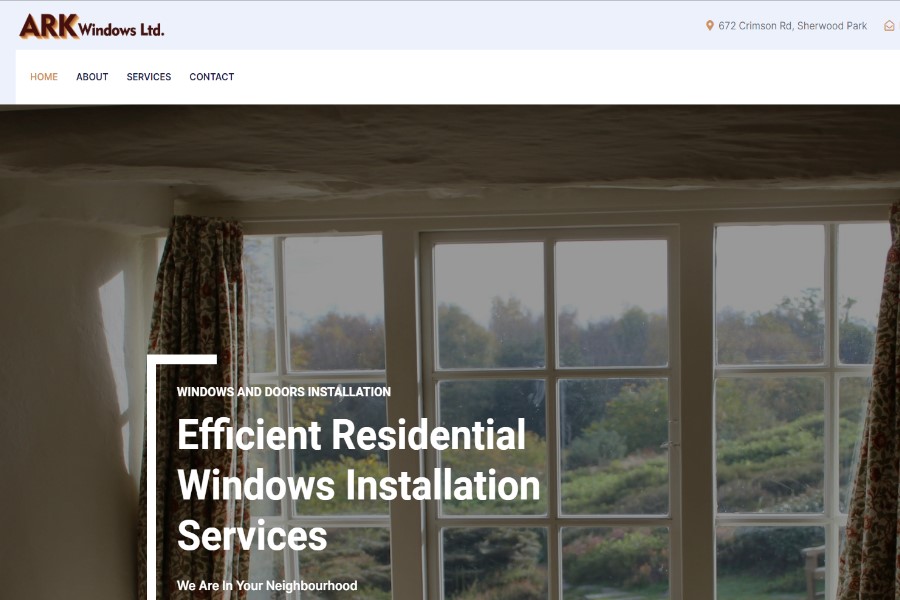 ARK Windows Ltd.
672 Crimson Rd, Sherwood Park
HOME ABOUT SERVICES CONTACT
WINDOWS AND DOORS INSTALLATION
Efficient Residential
Windows Installation
Services
We Are In Your Neighbourhood